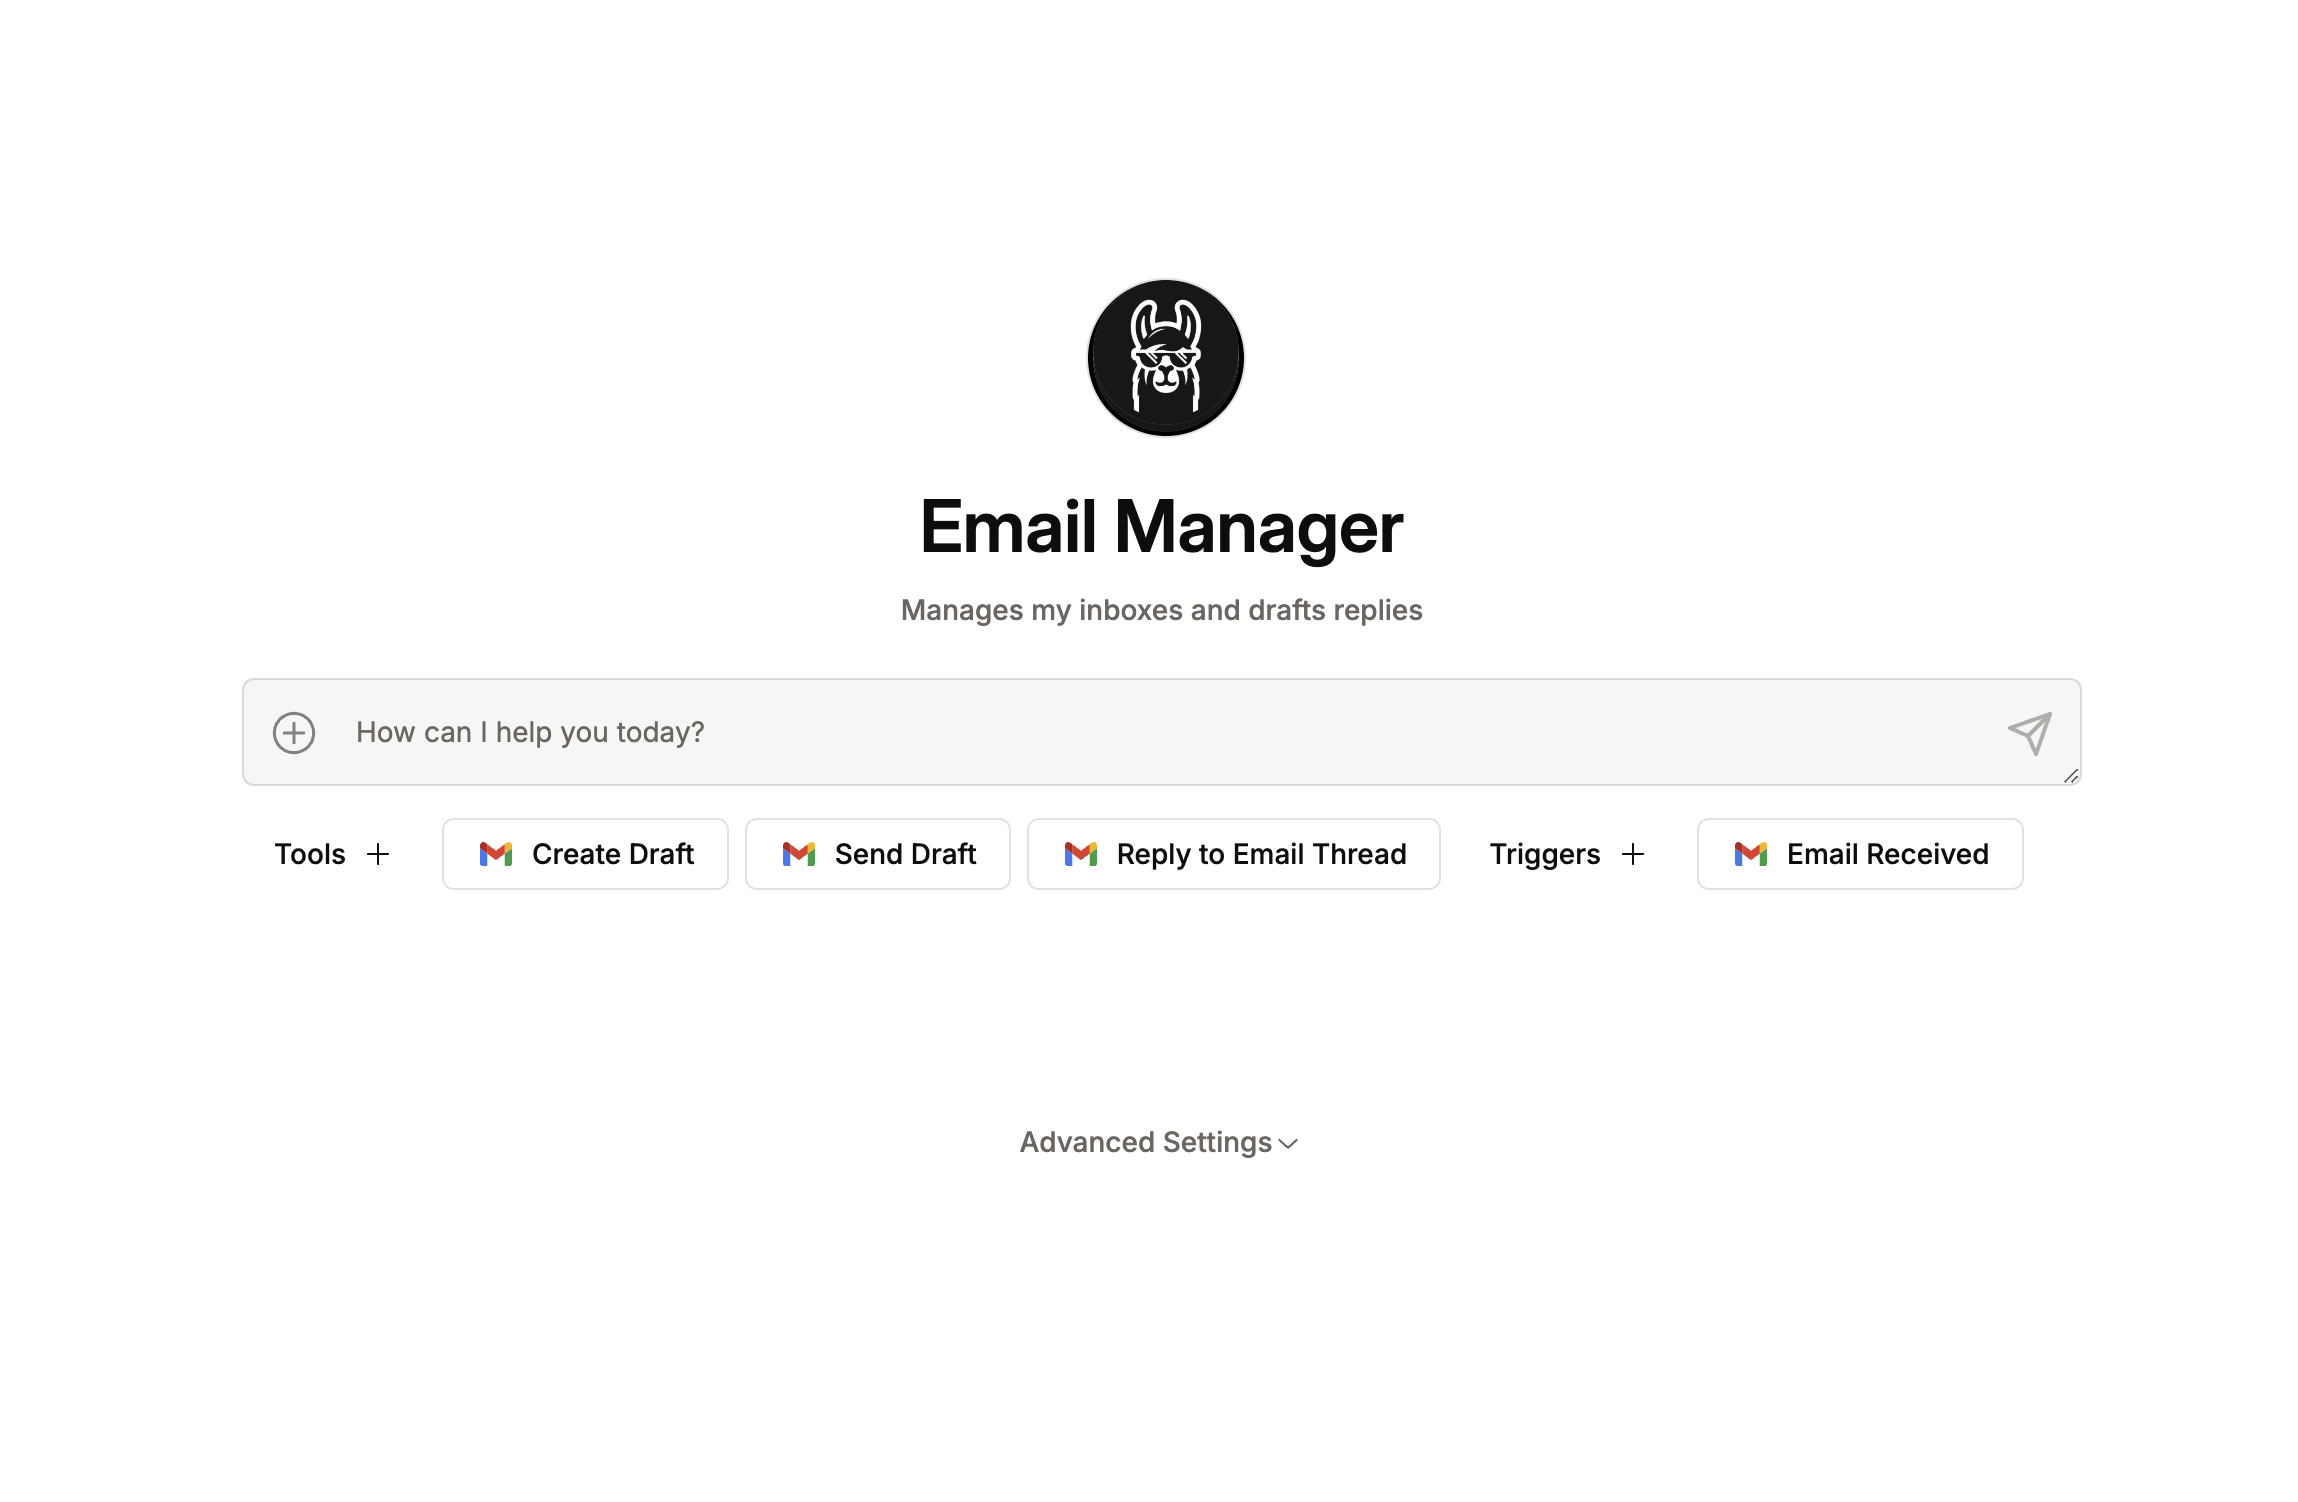 Email Manager
Manages my inboxes and drafts replies
How can I help you today?
Tools Create Draft Send Draft Reply to Email Thread Triggers Email Received
Advanced Settings